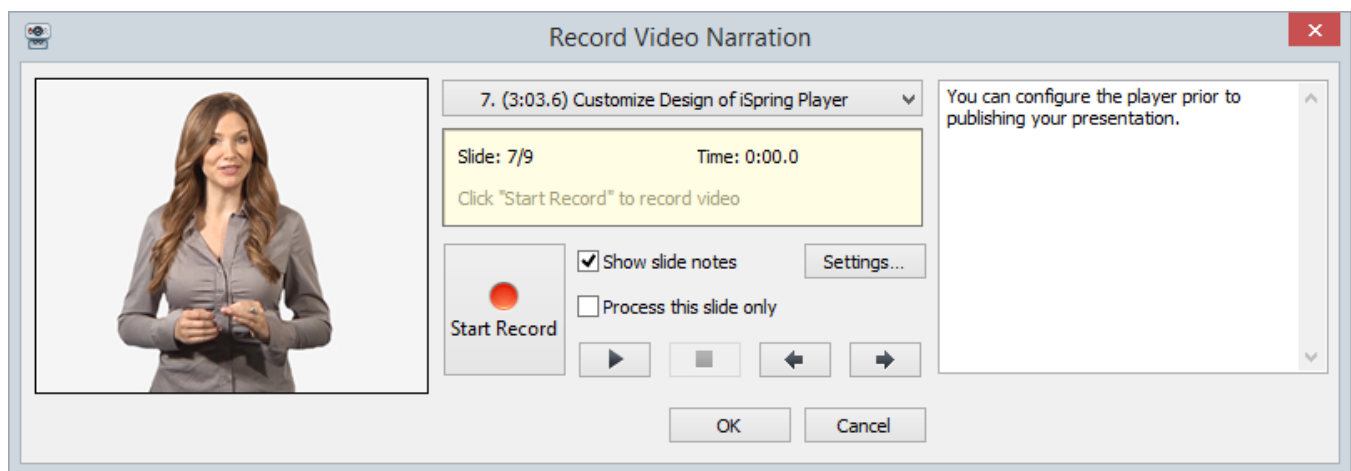 Record Video Narration
7. (3:03.6) Customize Design of iSpring Player
Slide: 7/9 Time: 0:00.0
Click "Start Record" to record video
Show slide notes
Settings...
Process this slide only
Start Record
OK
Cancel
You can configure the player prior to
publishing your presentation.